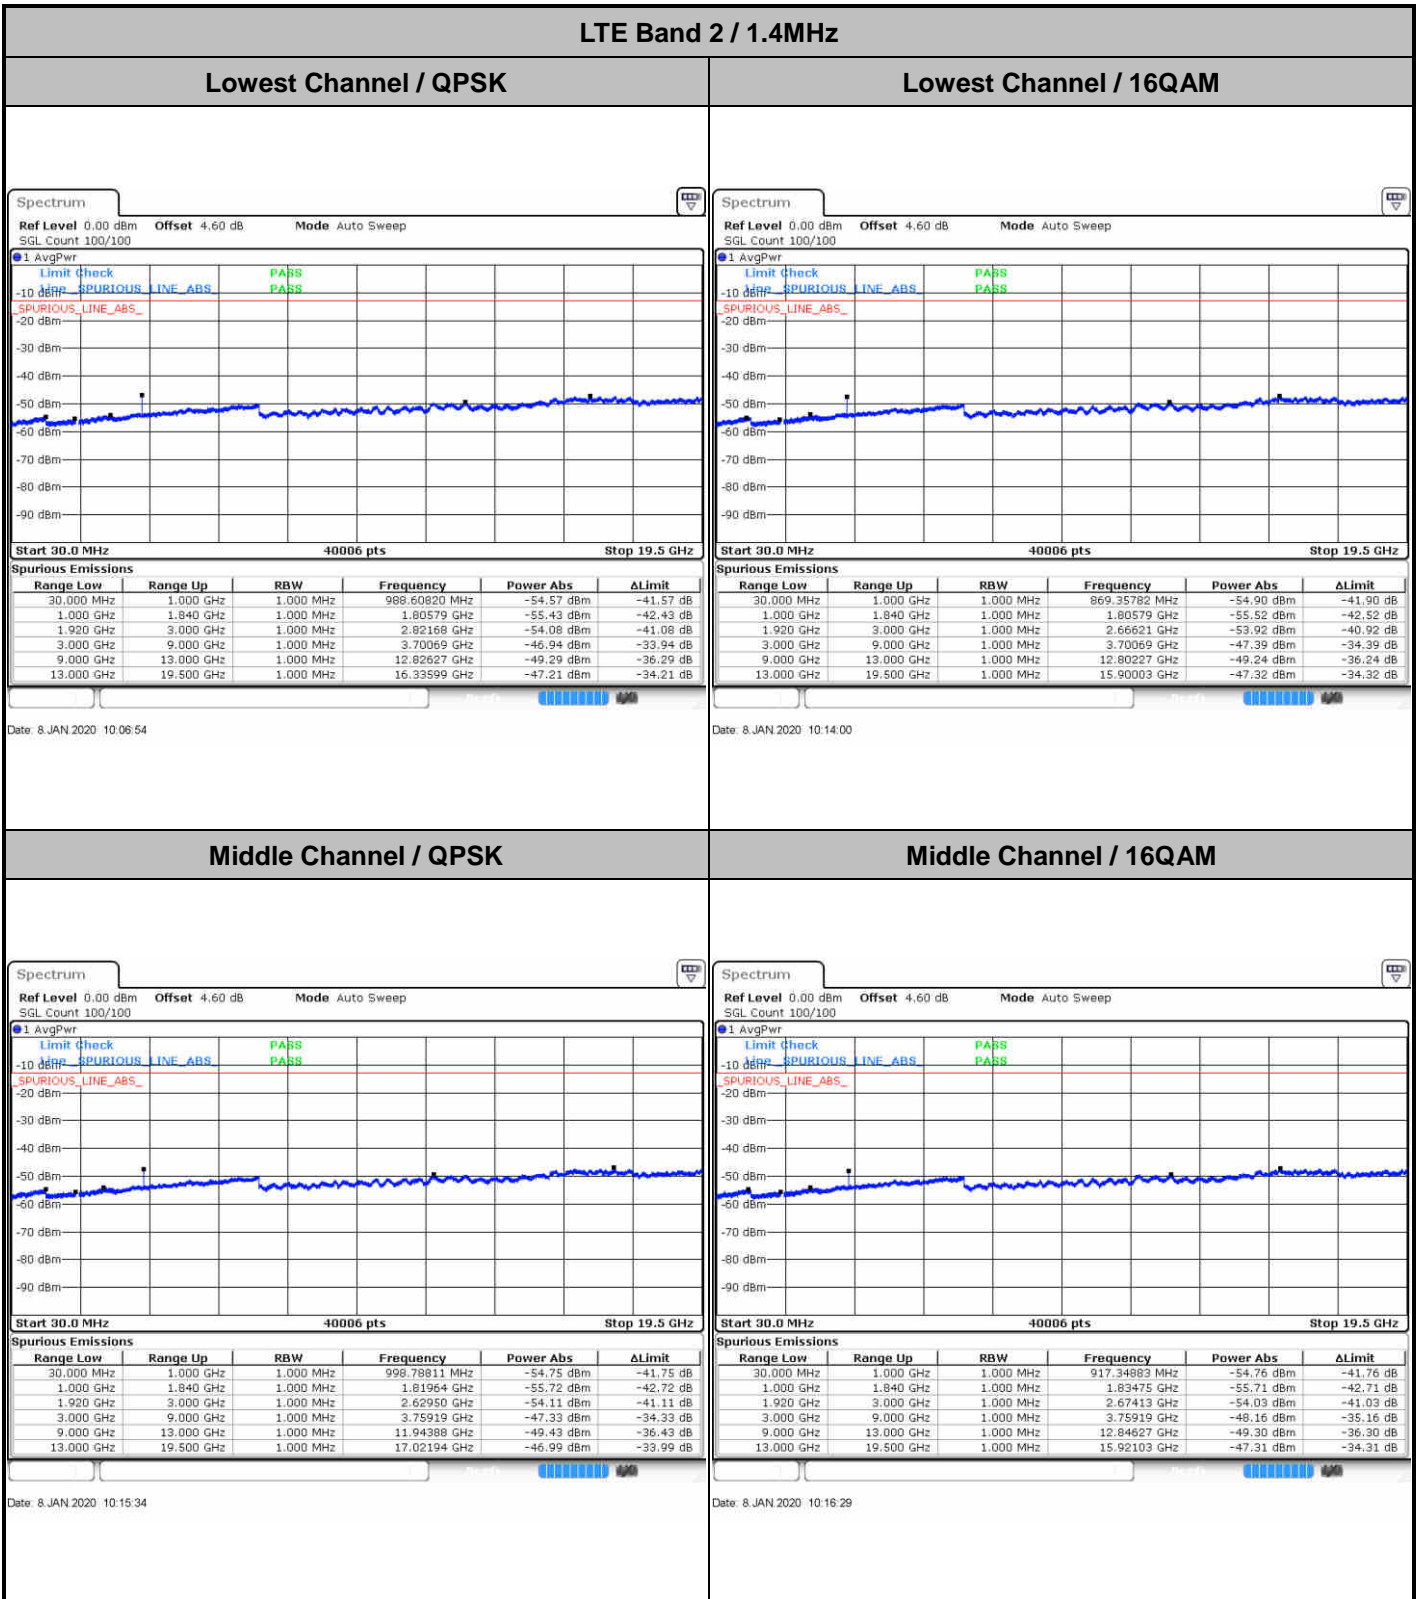 LTE Band 2 / 1.4MHz
Lowest Channel / QPSK
Lowest Channel / 16QAM
Spectrum
Ref Level 0.00 dBm Offset 4.60 dB Mode Auto Sweep
SGL Count 100/100
1 AvgPwr
Limit Check PASS
Line _SPURIOUS_LINE_ABS_ PASS
-10 dBm
_SPURIOUS_LINE_ABS_
-20 dBm
-30 dBm
-40 dBm
-50 dBm
-60 dBm
-70 dBm
-80 dBm
-90 dBm
Start 30.0 MHz 40006 pts Stop 19.5 GHz
Spurious Emissions
Range Low Range Up RBW Frequency Power Abs ΔLimit
30.000 MHz 1.000 GHz 1.000 MHz 988.60820 MHz -54.57 dBm -41.57 dB
1.000 GHz 1.840 GHz 1.000 MHz 1.80579 GHz -55.43 dBm -42.43 dB
1.920 GHz 3.000 GHz 1.000 MHz 2.82168 GHz -54.08 dBm -41.08 dB
3.000 GHz 9.000 GHz 1.000 MHz 3.70069 GHz -46.94 dBm -33.94 dB
9.000 GHz 13.000 GHz 1.000 MHz 12.82627 GHz -49.29 dBm -36.29 dB
13.000 GHz 19.500 GHz 1.000 MHz 16.33599 GHz -47.21 dBm -34.21 dB
Date: 8.JAN.2020 10:06:54
Spectrum
Ref Level 0.00 dBm Offset 4.60 dB Mode Auto Sweep
SGL Count 100/100
1 AvgPwr
Limit Check PASS
Line _SPURIOUS_LINE_ABS_ PASS
-10 dBm
_SPURIOUS_LINE_ABS_
-20 dBm
-30 dBm
-40 dBm
-50 dBm
-60 dBm
-70 dBm
-80 dBm
-90 dBm
Start 30.0 MHz 40006 pts Stop 19.5 GHz
Spurious Emissions
Range Low Range Up RBW Frequency Power Abs ΔLimit
30.000 MHz 1.000 GHz 1.000 MHz 869.35782 MHz -54.90 dBm -41.90 dB
1.000 GHz 1.840 GHz 1.000 MHz 1.80579 GHz -55.52 dBm -42.52 dB
1.920 GHz 3.000 GHz 1.000 MHz 2.66621 GHz -53.92 dBm -40.92 dB
3.000 GHz 9.000 GHz 1.000 MHz 3.70069 GHz -47.39 dBm -34.39 dB
9.000 GHz 13.000 GHz 1.000 MHz 12.80227 GHz -49.24 dBm -36.24 dB
13.000 GHz 19.500 GHz 1.000 MHz 15.90003 GHz -47.32 dBm -34.32 dB
Date: 8.JAN.2020 10:14:00
Middle Channel / QPSK
Middle Channel / 16QAM
Spectrum
Ref Level 0.00 dBm Offset 4.60 dB Mode Auto Sweep
SGL Count 100/100
1 AvgPwr
Limit Check PASS
Line _SPURIOUS_LINE_ABS_ PASS
-10 dBm
_SPURIOUS_LINE_ABS_
-20 dBm
-30 dBm
-40 dBm
-50 dBm
-60 dBm
-70 dBm
-80 dBm
-90 dBm
Start 30.0 MHz 40006 pts Stop 19.5 GHz
Spurious Emissions
Range Low Range Up RBW Frequency Power Abs ΔLimit
30.000 MHz 1.000 GHz 1.000 MHz 998.78811 MHz -54.75 dBm -41.75 dB
1.000 GHz 1.840 GHz 1.000 MHz 1.81964 GHz -55.72 dBm -42.72 dB
1.920 GHz 3.000 GHz 1.000 MHz 2.62950 GHz -54.11 dBm -41.11 dB
3.000 GHz 9.000 GHz 1.000 MHz 3.75919 GHz -47.33 dBm -34.33 dB
9.000 GHz 13.000 GHz 1.000 MHz 11.94388 GHz -49.43 dBm -36.43 dB
13.000 GHz 19.500 GHz 1.000 MHz 17.02194 GHz -46.99 dBm -33.99 dB
Date: 8.JAN.2020 10:15:34
Spectrum
Ref Level 0.00 dBm Offset 4.60 dB Mode Auto Sweep
SGL Count 100/100
1 AvgPwr
Limit Check PASS
Line _SPURIOUS_LINE_ABS_ PASS
-10 dBm
_SPURIOUS_LINE_ABS_
-20 dBm
-30 dBm
-40 dBm
-50 dBm
-60 dBm
-70 dBm
-80 dBm
-90 dBm
Start 30.0 MHz 40006 pts Stop 19.5 GHz
Spurious Emissions
Range Low Range Up RBW Frequency Power Abs ΔLimit
30.000 MHz 1.000 GHz 1.000 MHz 917.34883 MHz -54.76 dBm -41.76 dB
1.000 GHz 1.840 GHz 1.000 MHz 1.83475 GHz -55.71 dBm -42.71 dB
1.920 GHz 3.000 GHz 1.000 MHz 2.67413 GHz -54.03 dBm -41.03 dB
3.000 GHz 9.000 GHz 1.000 MHz 3.75919 GHz -48.16 dBm -35.16 dB
9.000 GHz 13.000 GHz 1.000 MHz 12.84627 GHz -49.30 dBm -36.30 dB
13.000 GHz 19.500 GHz 1.000 MHz 15.92103 GHz -47.31 dBm -34.31 dB
Date: 8.JAN.2020 10:16:29